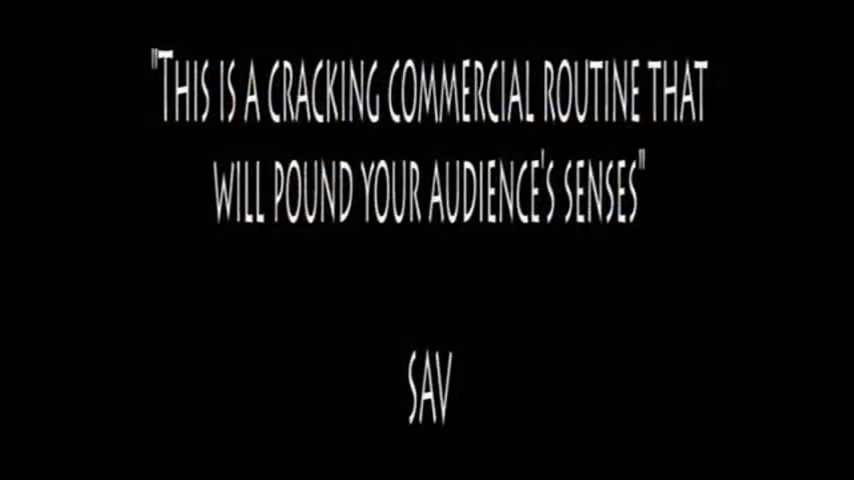 "THIS IS A CRACKING COMMERCIAL ROUTINE THAT
WILL POUND YOUR AUDIENCE'S SENSES"
SAV